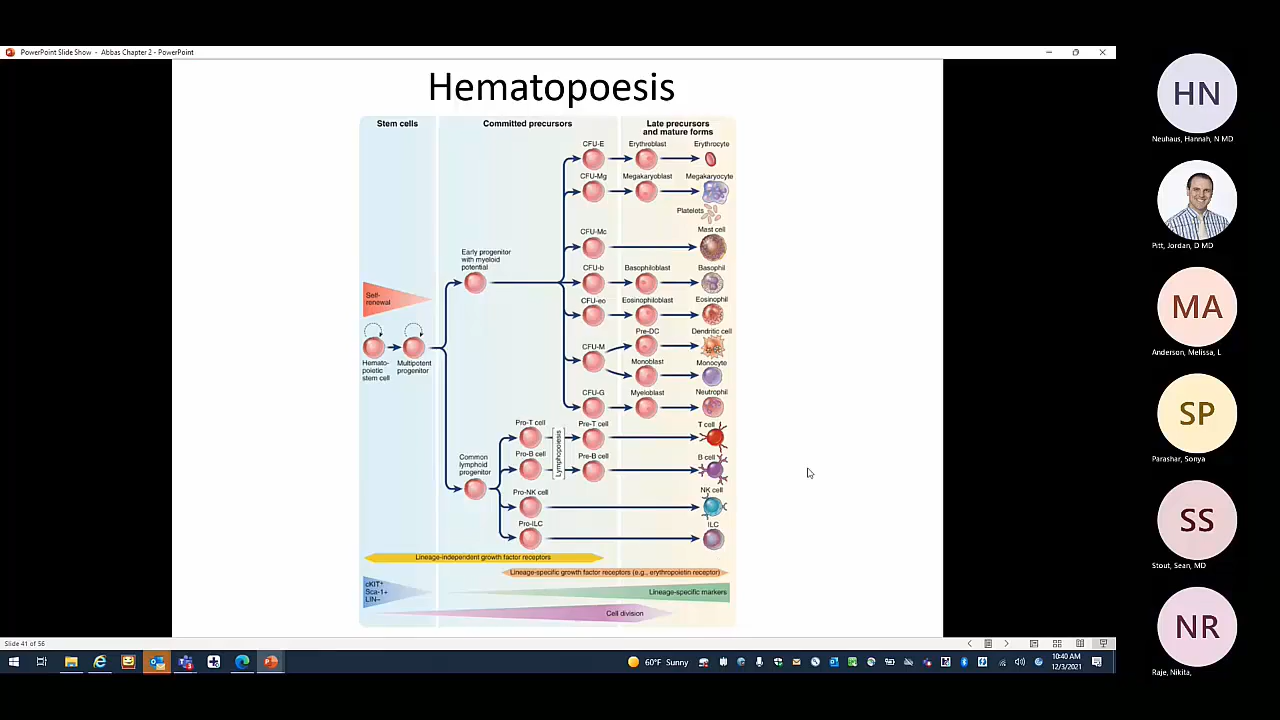 PowerPoint Slide Show - Abbas Chapter 2 - PowerPoint
Hematopoesis
Stem cells
Committed precursors
Late precursors
and mature forms
CFU-E
Erythroblast
Erythrocyte
CFU-Mg
Megakaryoblast
Megakaryocyte
Platelets
CFU-Mc
Mast cell
Early progenitor
with myeloid
potential
CFU-b
Basophiloblast
Basophil
Self-
renewal
CFU-eo
Eosinophiloblast
Eosinophil
Pre-DC
Dendritic cell
CFU-M
Monoblast
Monocyte
Hemato-
poietic
stem cell
Multipotent
progenitor
CFU-G
Myeloblast
Neutrophil
Pro-T cell
Pre-T cell
T cell
Common
lymphoid
progenitor
Pro-B cell
Lymphopoiesis
Pre-B cell
B cell
Pro-NK cell
NK cell
Pro-ILC
ILC
Lineage-independent growth factor receptors
Lineage-specific growth factor receptors (e.g., erythropoietin receptor)
cKIT+
Sca-1+
LIN–
Lineage-specific markers
Cell division
Slide 41 of 56
60°F Sunny
10:40 AM
12/3/2021
HN
Neuhaus, Hannah, N MD
Pitt, Jordan, D MD
MA
Anderson, Melissa, L
SP
Parashar, Sonya
SS
Stout, Sean, MD
NR
Raje, Nikita,